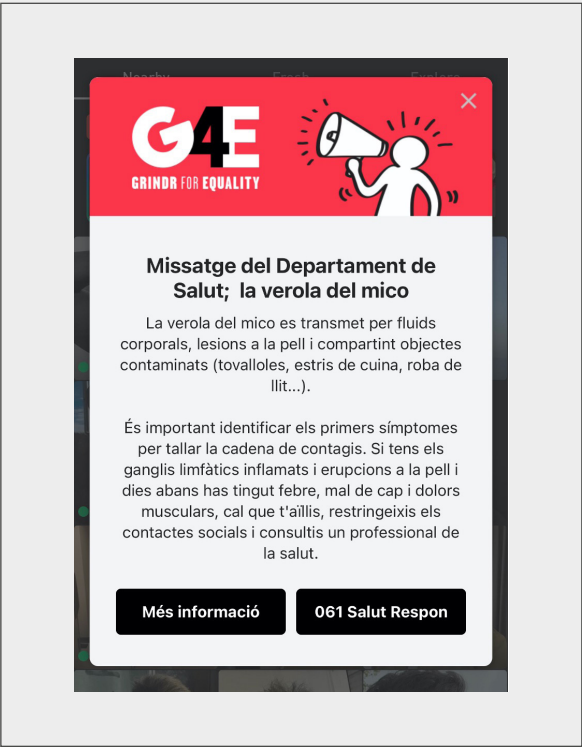 Nearby Fresh Explore
G4E
GRINDR FOR EQUALITY
Missatge del Departament de
Salut;  la verola del mico
La verola del mico es transmet per fluids
corporals, lesions a la pell i compartint objectes
contaminats (tovalloles, estris de cuina, roba de
llit...).
És important identificar els primers símptomes
per tallar la cadena de contagis. Si tens els
ganglis limfàtics inflamats i erupcions a la pell i
dies abans has tingut febre, mal de cap i dolors
musculars, cal que t'aïllis, restringeixis els
contactes socials i consultis un professional de
la salut.
Més informació
061 Salut Respon